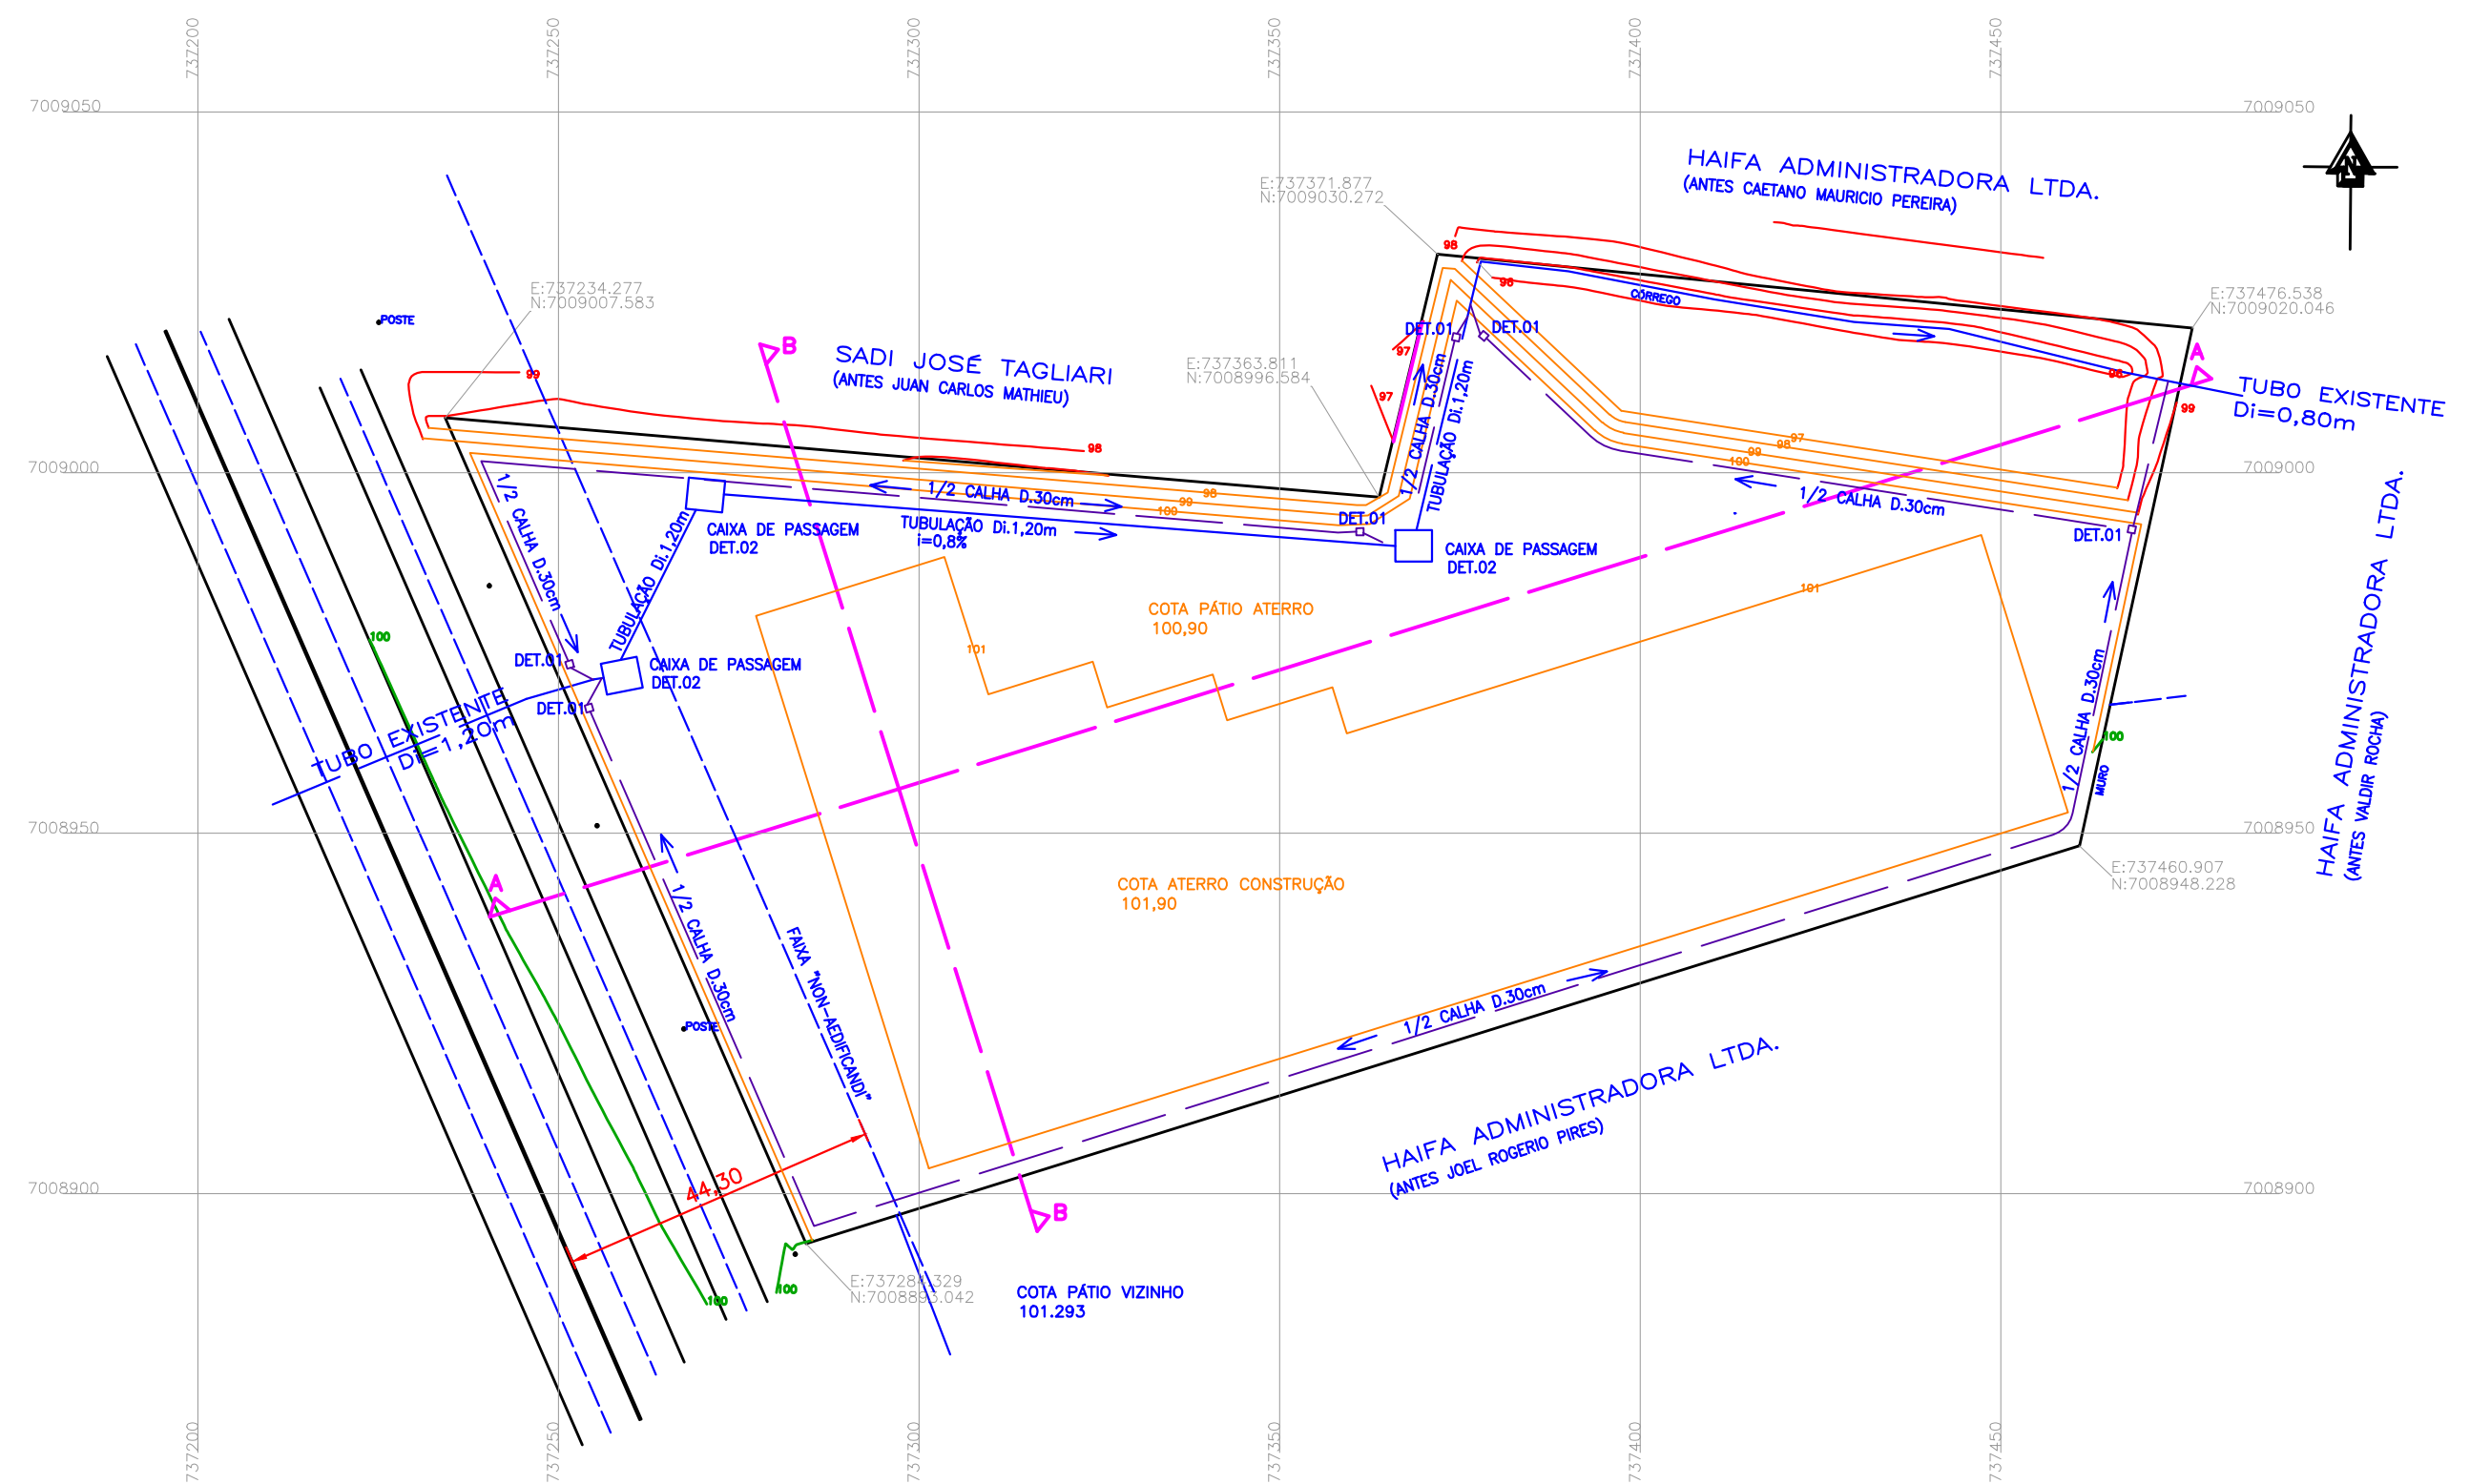 737200
737250
737300
737350
737400
737450
7009050
7009050
HAIFA ADMINISTRADORA LTDA.
(ANTES CAETANO MAURICIO PEREIRA)
N
E:737371.877
N:7009030.272
98
96
CÓRREGO
E:737234.277
N:7009007.583
E:737476.538
N:7009020.046
POSTE
B
SADI JOSÉ TAGLIARI
(ANTES JUAN CARLOS MATHIEU)
DET.01
DET.01
97
97
E:737363.811
N:7008996.584
A
99
98
98
99
TUBO EXISTENTE
Di=0,80m
97
98
99
100
7009000
7009000
1/2 CALHA D.30cm
TUBULAÇÃO Di.1,20m
1/2 CALHA D.30cm
98
99
100
1/2 CALHA D.30cm
TUBULAÇÃO Di.1,20m
i=0,8%
DET.01
1/2 CALHA D.30cm
DET.01
CAIXA DE PASSAGEM
DET.02
CAIXA DE PASSAGEM
DET.02
TUBULAÇÃO Di.1,20m
101
COTA PÁTIO ATERRO
100,90
101
100
DET.01
CAIXA DE PASSAGEM
DET.02
DET.01
TUBO EXISTENTE
Di=1,20m
1/2 CALHA D.30cm
100
MURO
HAIFA ADMINISTRADORA LTDA.
(ANTES VALDIR ROCHA)
7008950
7008950
A
COTA ATERRO CONSTRUÇÃO
101,90
E:737460.907
N:7008948.228
1/2 CALHA D.30cm
FAIXA "NON-AEDIFICANDI"
POSTE
1/2 CALHA D.30cm
HAIFA ADMINISTRADORA LTDA.
(ANTES JOEL ROGERIO PIRES)
7008900
7008900
44,30
B
100
100
COTA PÁTIO VIZINHO
101.293
737200
737250
737300
737350
737400
737450